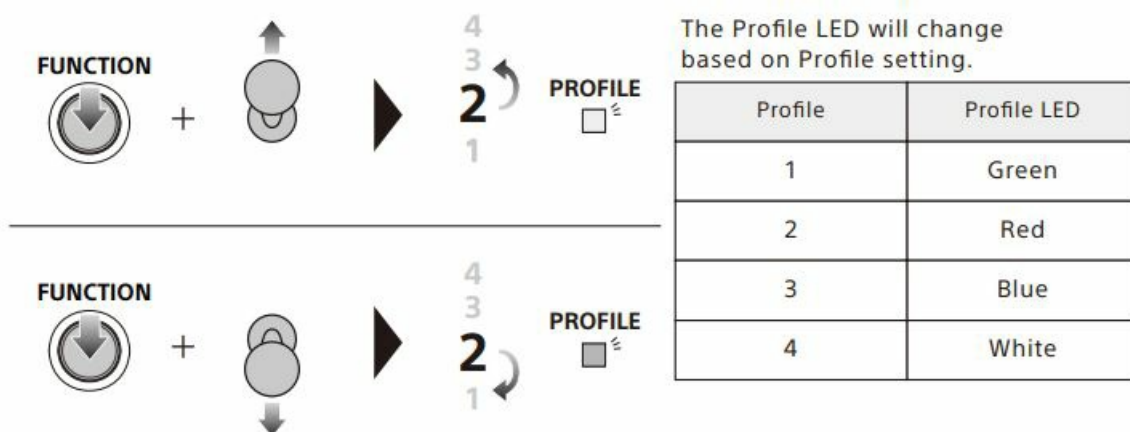 FUNCTION
+
4
3
2
1
PROFILE
FUNCTION
+
4
3
2
1
PROFILE
The Profile LED will change
based on Profile setting.
Profile Profile LED
1 Green
2 Red
3 Blue
4 White